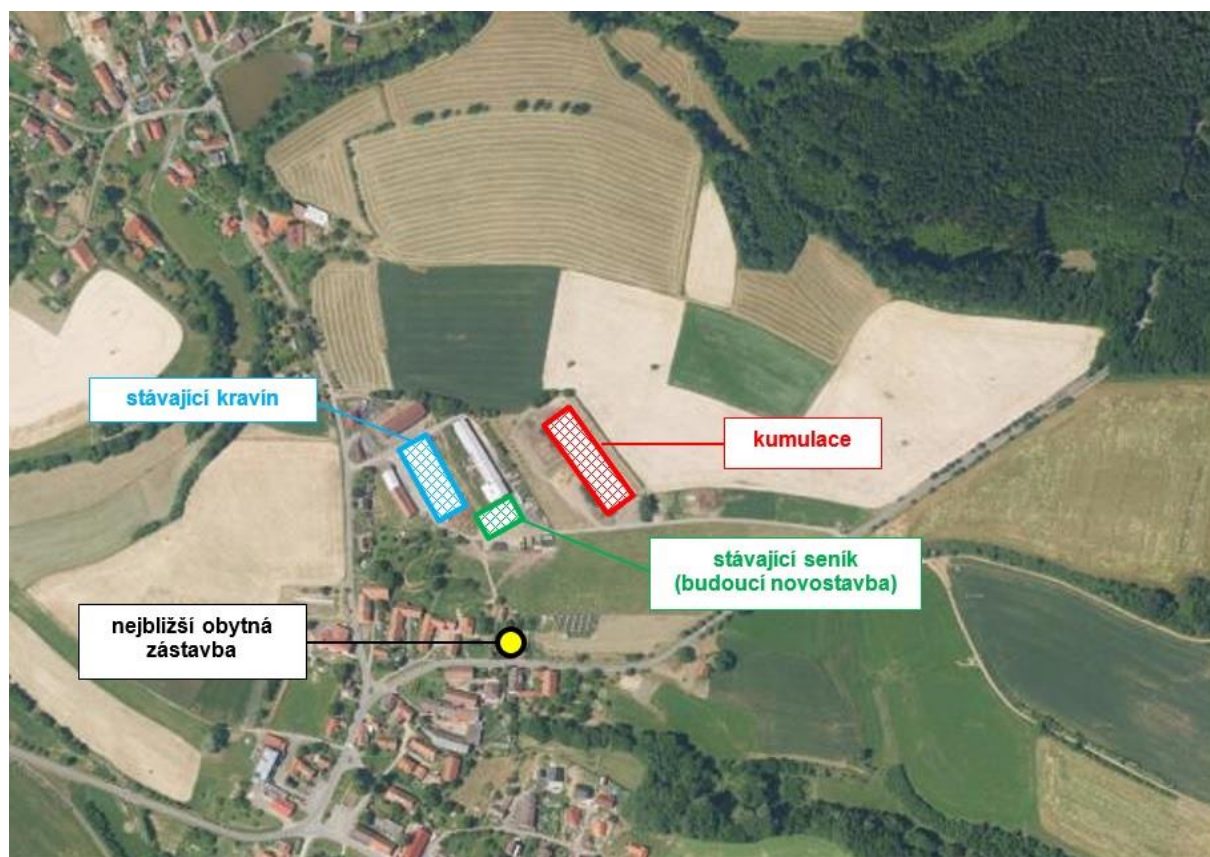 stávající kravín
kumulace
stávající seník
(budoucí novostavba)
nejbližší obytná
zástavba